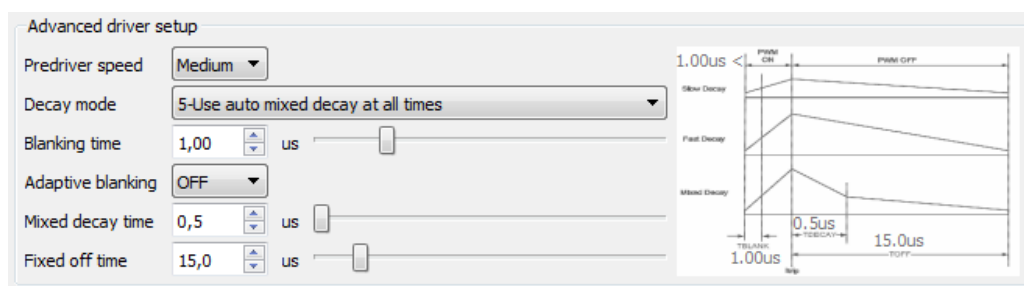 Advanced driver setup
Predriver speed Medium
Decay mode 5-Use auto mixed decay at all times
Blanking time 1,00 us
Adaptive blanking OFF
Mixed decay time 0,5 us
Fixed off time 15,0 us
1.00us <
PWM ON
PWM OFF
Slow Decay
Fast Decay
Mixed Decay
0.5us
TDECAY
15.0us
TBLANK
1.00us
TOFF
Itrip